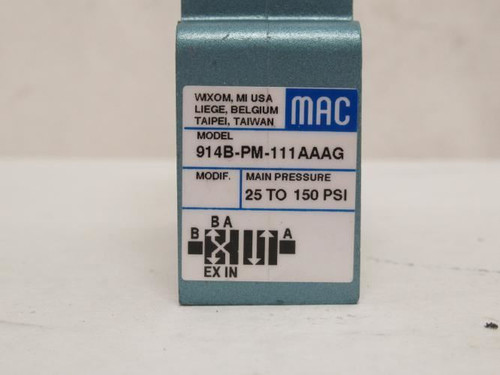 WIXOM, MI USA
LIEGE, BELGIUM
TAIPEI, TAIWAN
MAC
MODEL
914B-PM-111AAAG
MODIF.
MAIN PRESSURE
25 TO 150 PSI
B A
B
A
EX IN